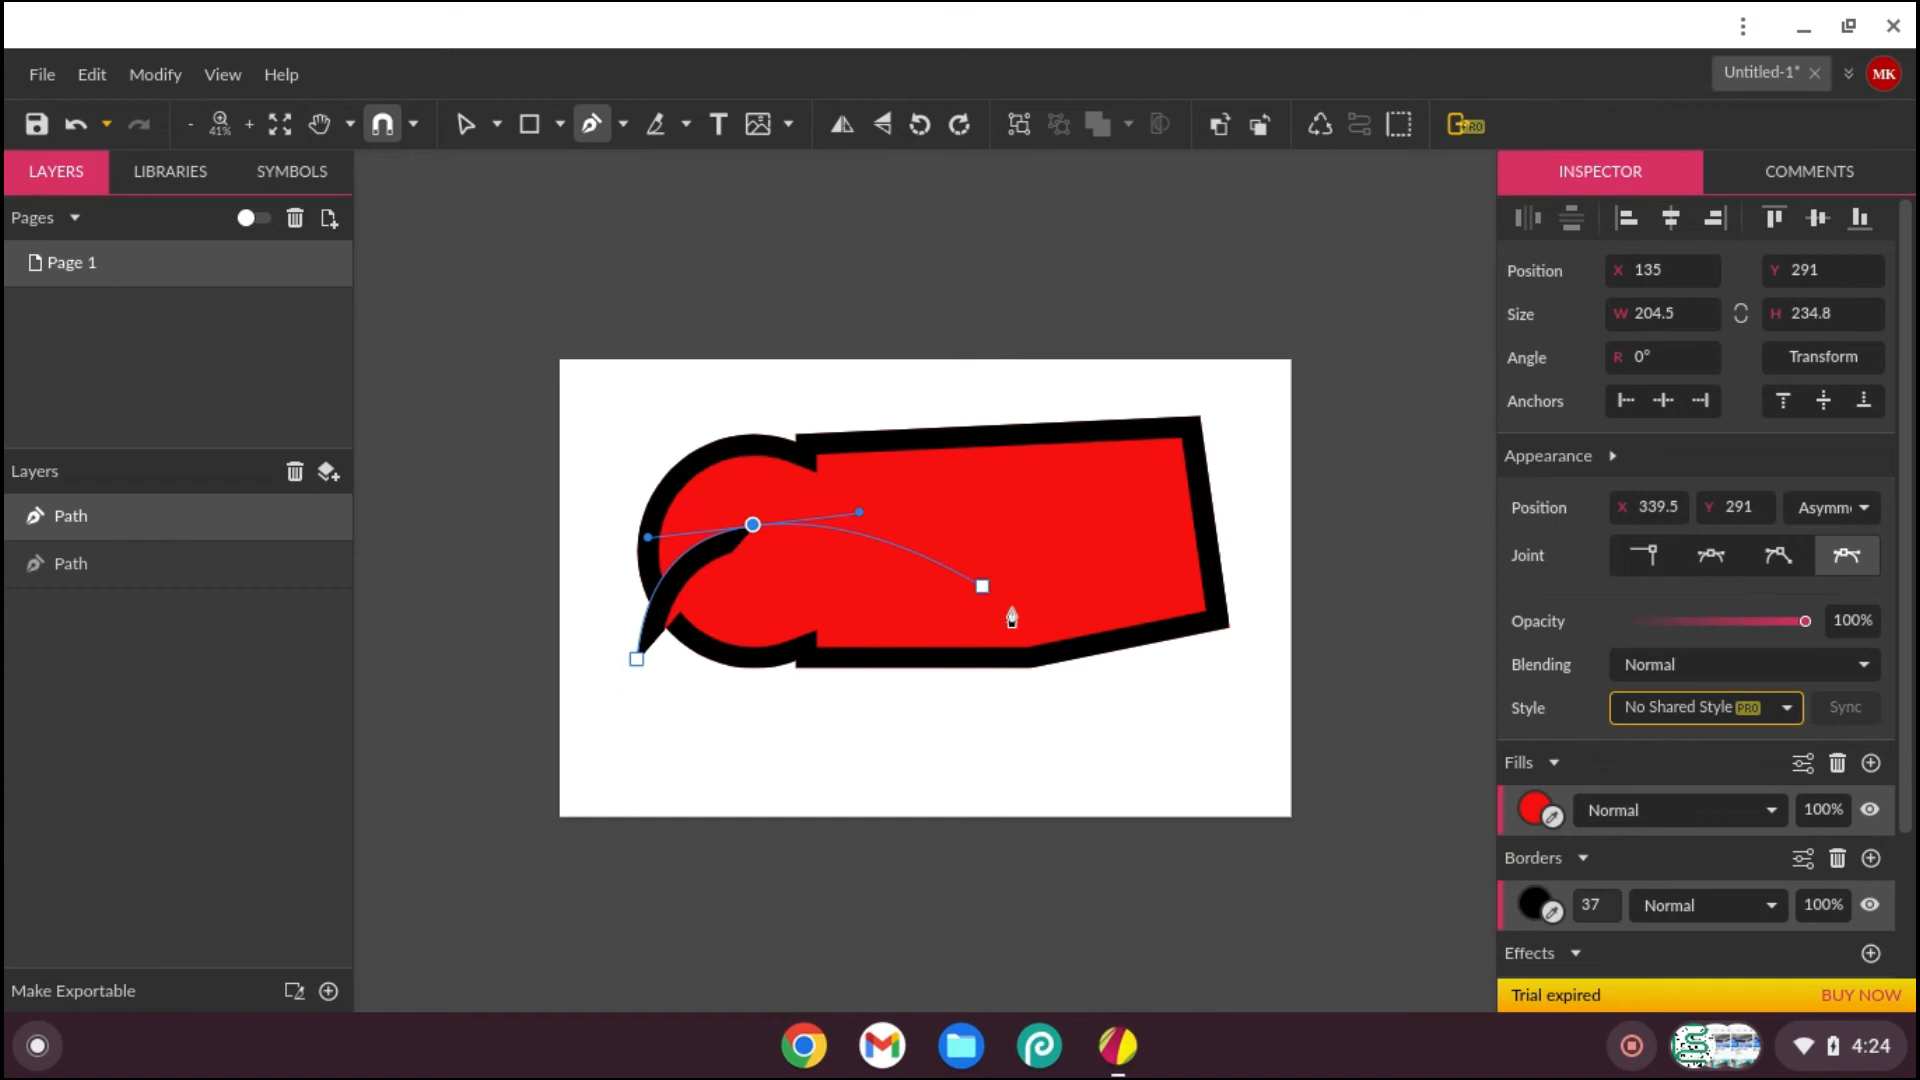 File Edit Modify View Help
Untitled-1*
MK
41%
PRO
LAYERS LIBRARIES SYMBOLS
INSPECTOR COMMENTS
Pages
Page 1
Position X 135 Y 291
Size W 204.5 H 234.8
Angle R 0° Transform
Anchors
Appearance
Layers
Path
Path
Position X 339.5 Y 291 Asymm
Joint
Opacity 100%
Blending Normal
Style No Shared Style PRO Sync
Fills
Normal 100%
Borders
37 Normal 100%
Effects
Make Exportable
Trial expired BUY NOW
4:24